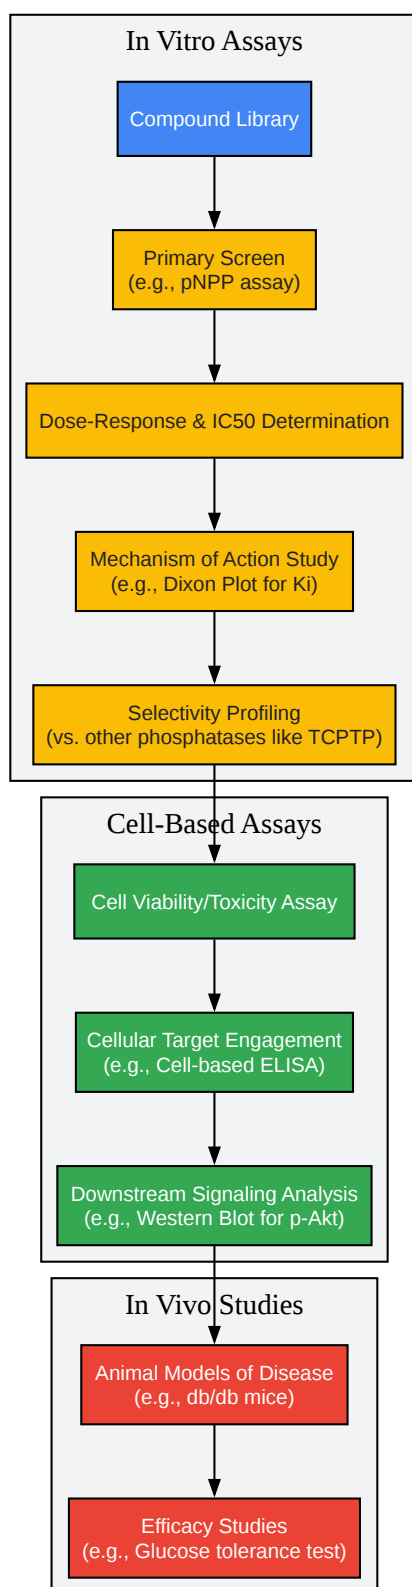 In Vitro Assays
Compound Library
Primary Screen
(e.g., pNPP assay)
Dose-Response & IC50 Determination
Mechanism of Action Study
(e.g., Dixon Plot for Ki)
Selectivity Profiling
(vs. other phosphatases like TCPTP)
Cell-Based Assays
Cell Viability/Toxicity Assay
Cellular Target Engagement
(e.g., Cell-based ELISA)
Downstream Signaling Analysis
(e.g., Western Blot for p-Akt)
In Vivo Studies
Animal Models of Disease
(e.g., db/db mice)
Efficacy Studies
(e.g., Glucose tolerance test)